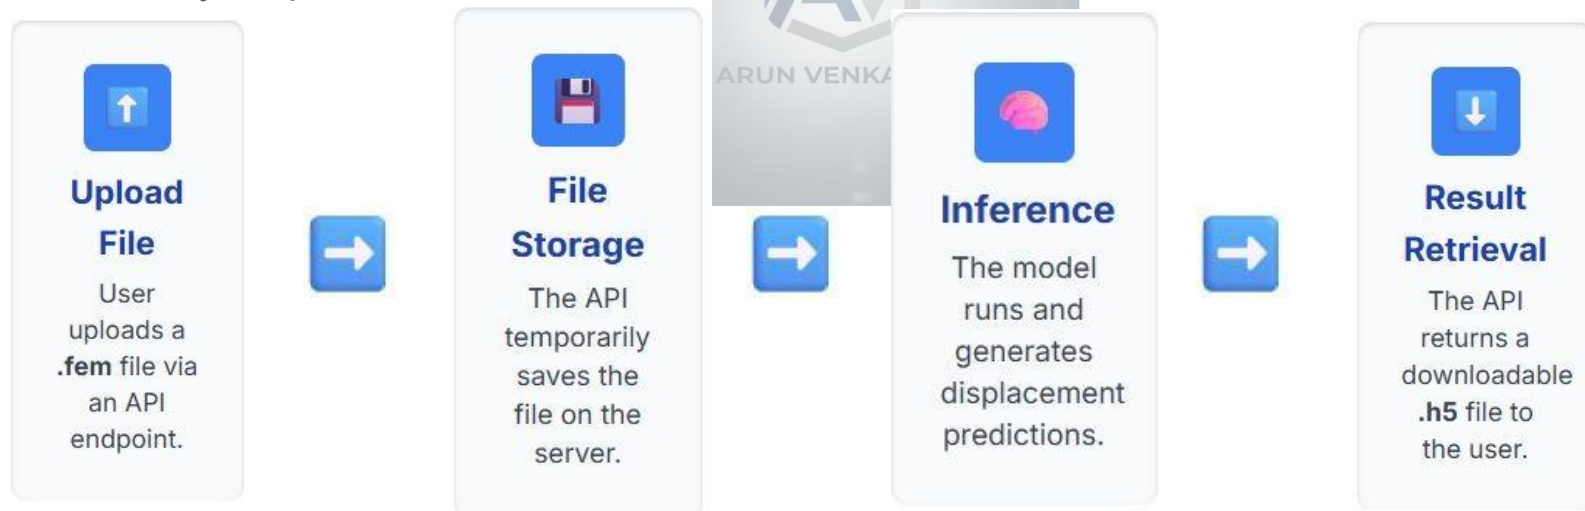 Upload
File
User
uploads a
.fem file via
an API
endpoint.
File
Storage
The API
temporarily
saves the
file on the
server.
ARUN
Inference
The model
runs and
generates
displacement
predictions.
Result
Retrieval
The API
returns a
downloadable
.h5 file to
the user.